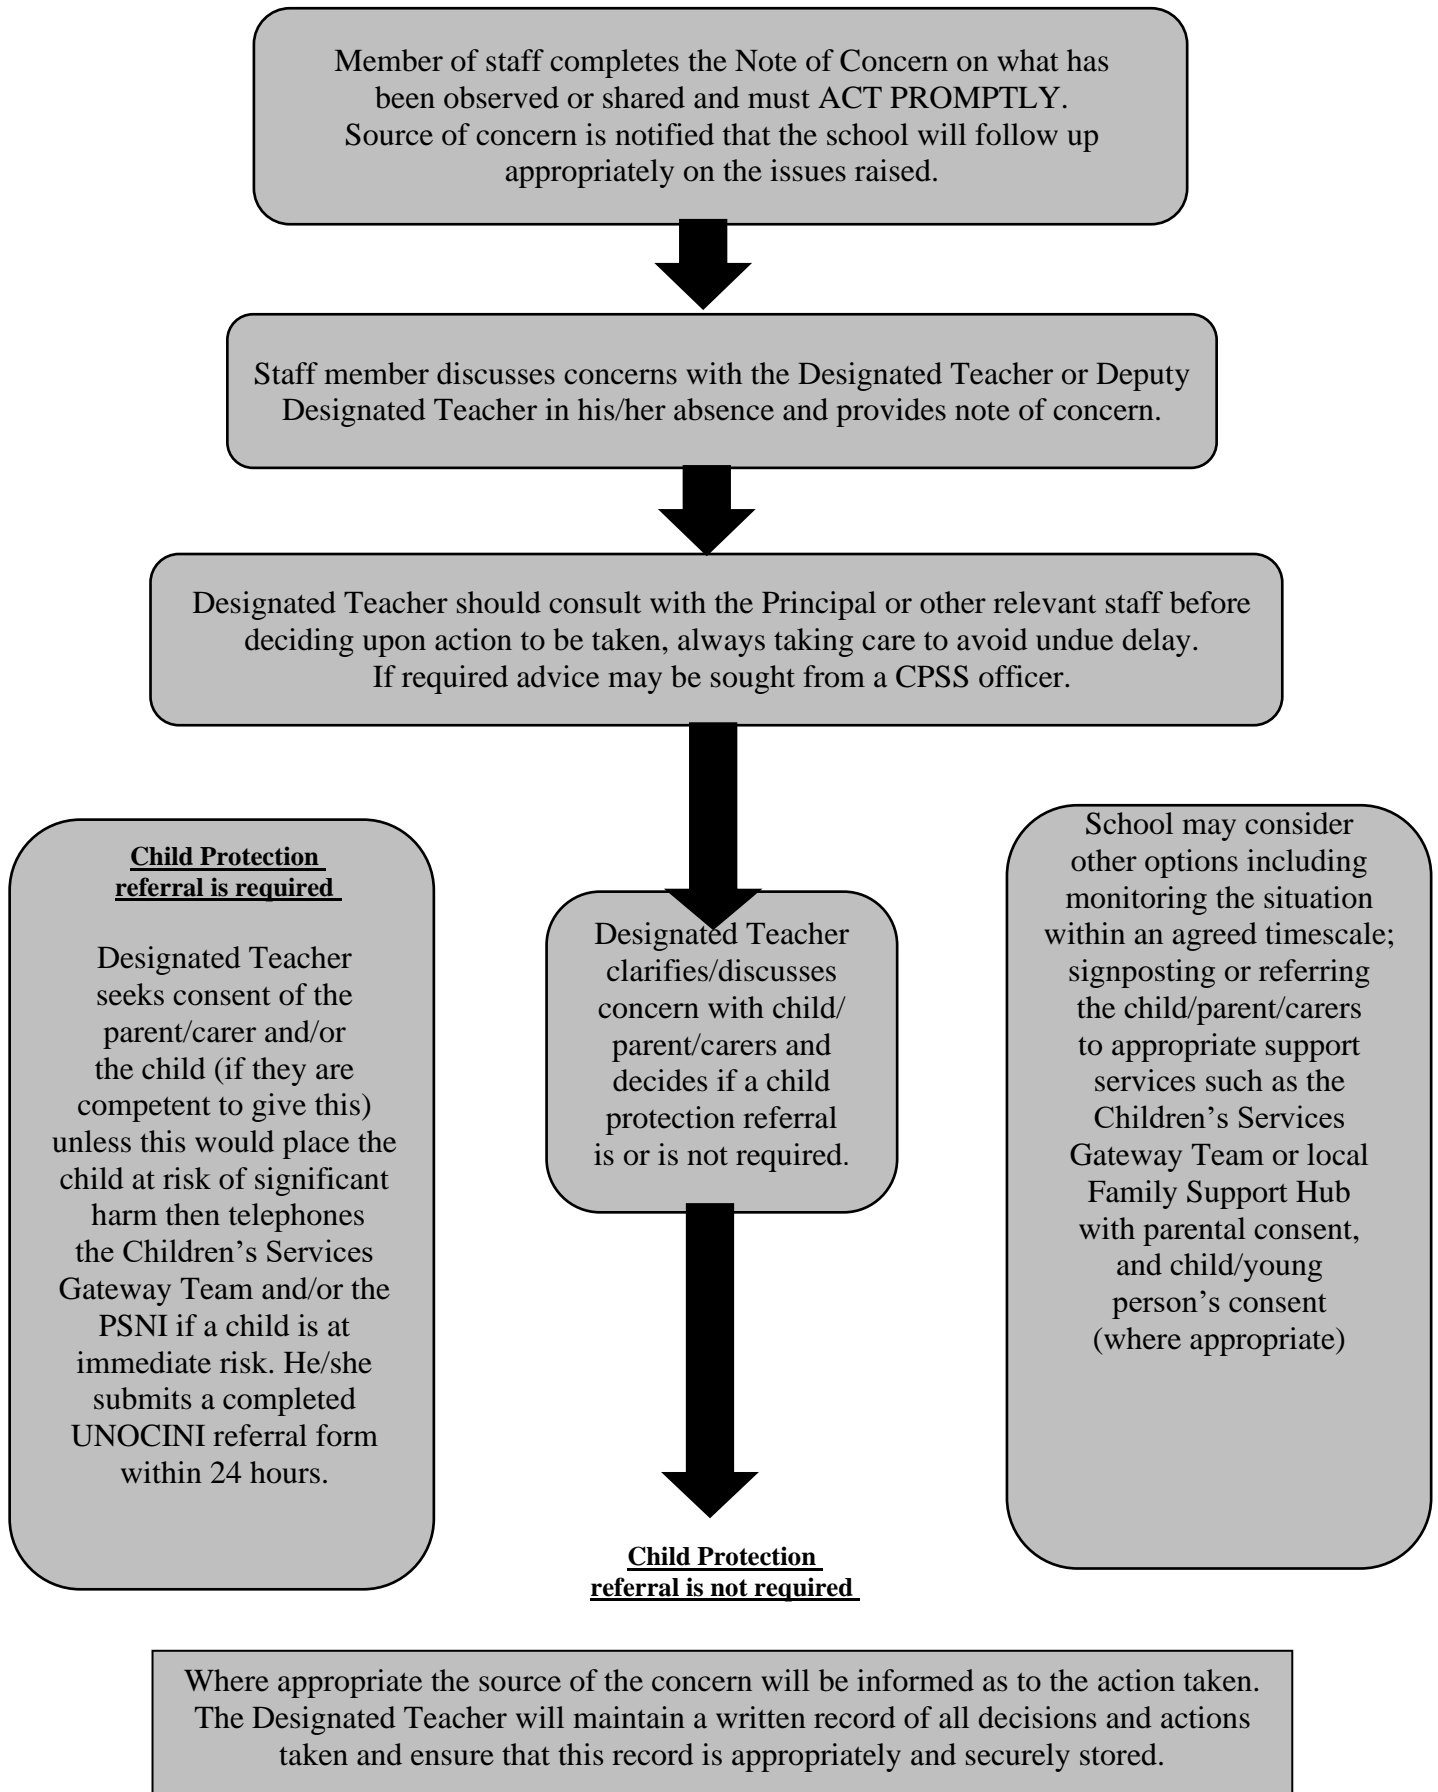 Member of staff completes the Note of Concern on what has
been observed or shared and must ACT PROMPTLY.
Source of concern is notified that the school will follow up
appropriately on the issues raised.
Staff member discusses concerns with the Designated Teacher or Deputy
Designated Teacher in his/her absence and provides note of concern.
Designated Teacher should consult with the Principal or other relevant staff before
deciding upon action to be taken, always taking care to avoid undue delay.
If required advice may be sought from a CPSS officer.
Child Protection
referral is required
Designated Teacher
seeks consent of the
parent/carer and/or
the child (if they are
competent to give this)
unless this would place the
child at risk of significant
harm then telephones
the Children’s Services
Gateway Team and/or the
PSNI if a child is at
immediate risk. He/she
submits a completed
UNOCINI referral form
within 24 hours.
Designated Teacher
clarifies/discusses
concern with child/
parent/carers and
decides if a child
protection referral
is or is not required.
School may consider
other options including
monitoring the situation
within an agreed timescale;
signposting or referring
the child/parent/carers
to appropriate support
services such as the
Children’s Services
Gateway Team or local
Family Support Hub
with parental consent,
and child/young
person’s consent
(where appropriate)
Child Protection
referral is not required
Where appropriate the source of the concern will be informed as to the action taken.
The Designated Teacher will maintain a written record of all decisions and actions
taken and ensure that this record is appropriately and securely stored.